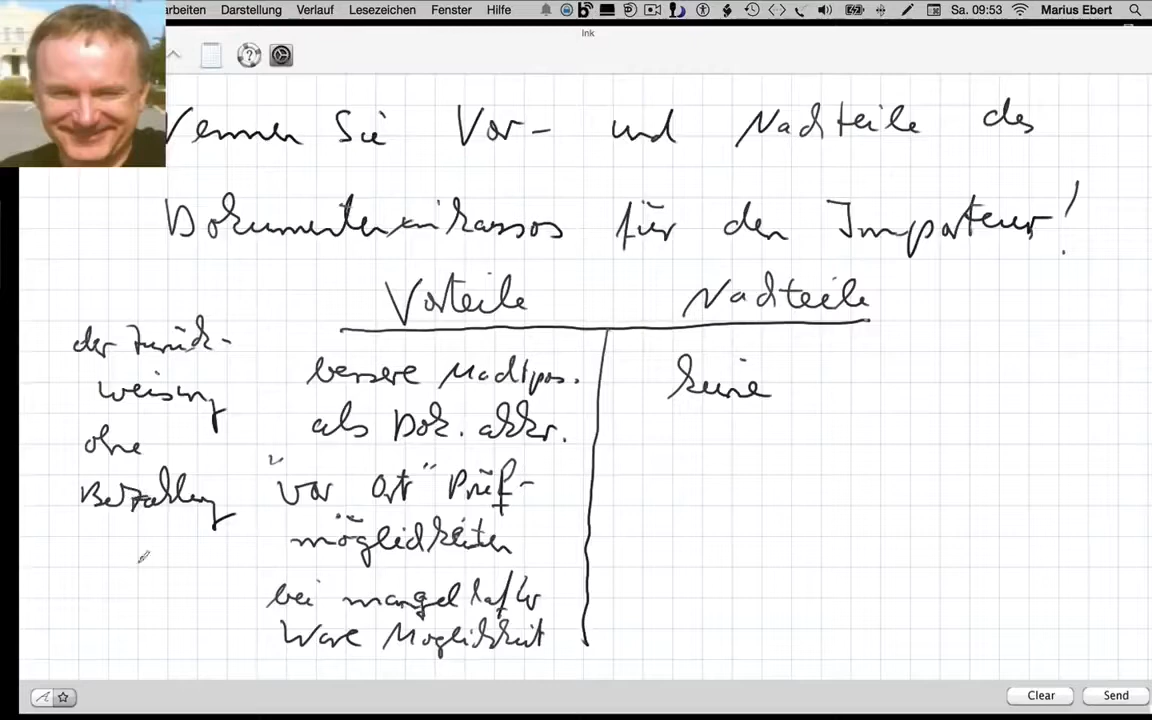 arbeiten Darstellung Verlauf Lesezeichen Fenster Hilfe Sa. 09:53 Marius Ebert
Ink
Nennen Sie Vor- und Nachteile des
Dokumenteninkassos für den Importeur!
Vorteile Nachteile
bessere Machtpos. keine
als Dok. akkr.
"vor Ort" Prüf-
möglichkeiten
bei mangelhafter
Ware Möglichkeit
der Zurück-
weisung
ohne
Bezahlung
Clear Send